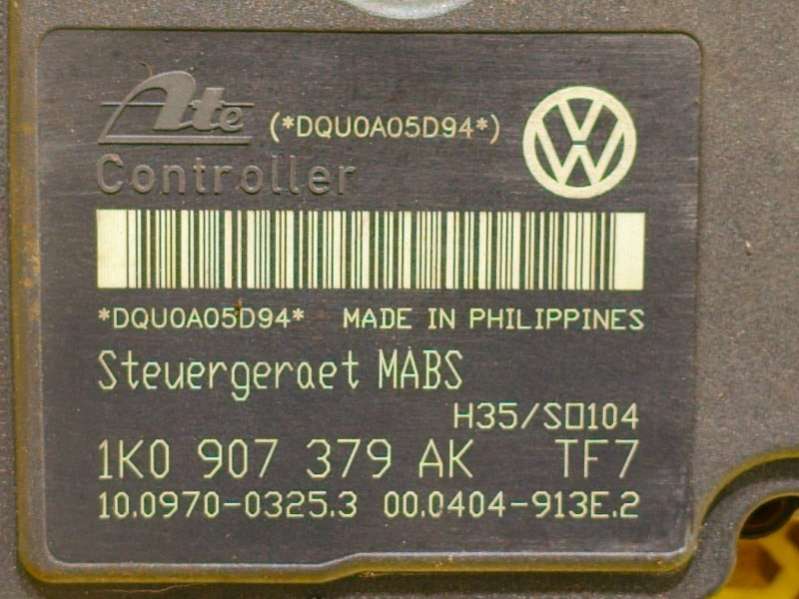 Ate (*DQU0A05D94*)
Controller
*DQU0A05D94* MADE IN PHILIPPINES
Steuergeraet MABS
H35/S□104
1K0 907 379 AK TF7
10.0970-0325.3 00.0404-913E.2